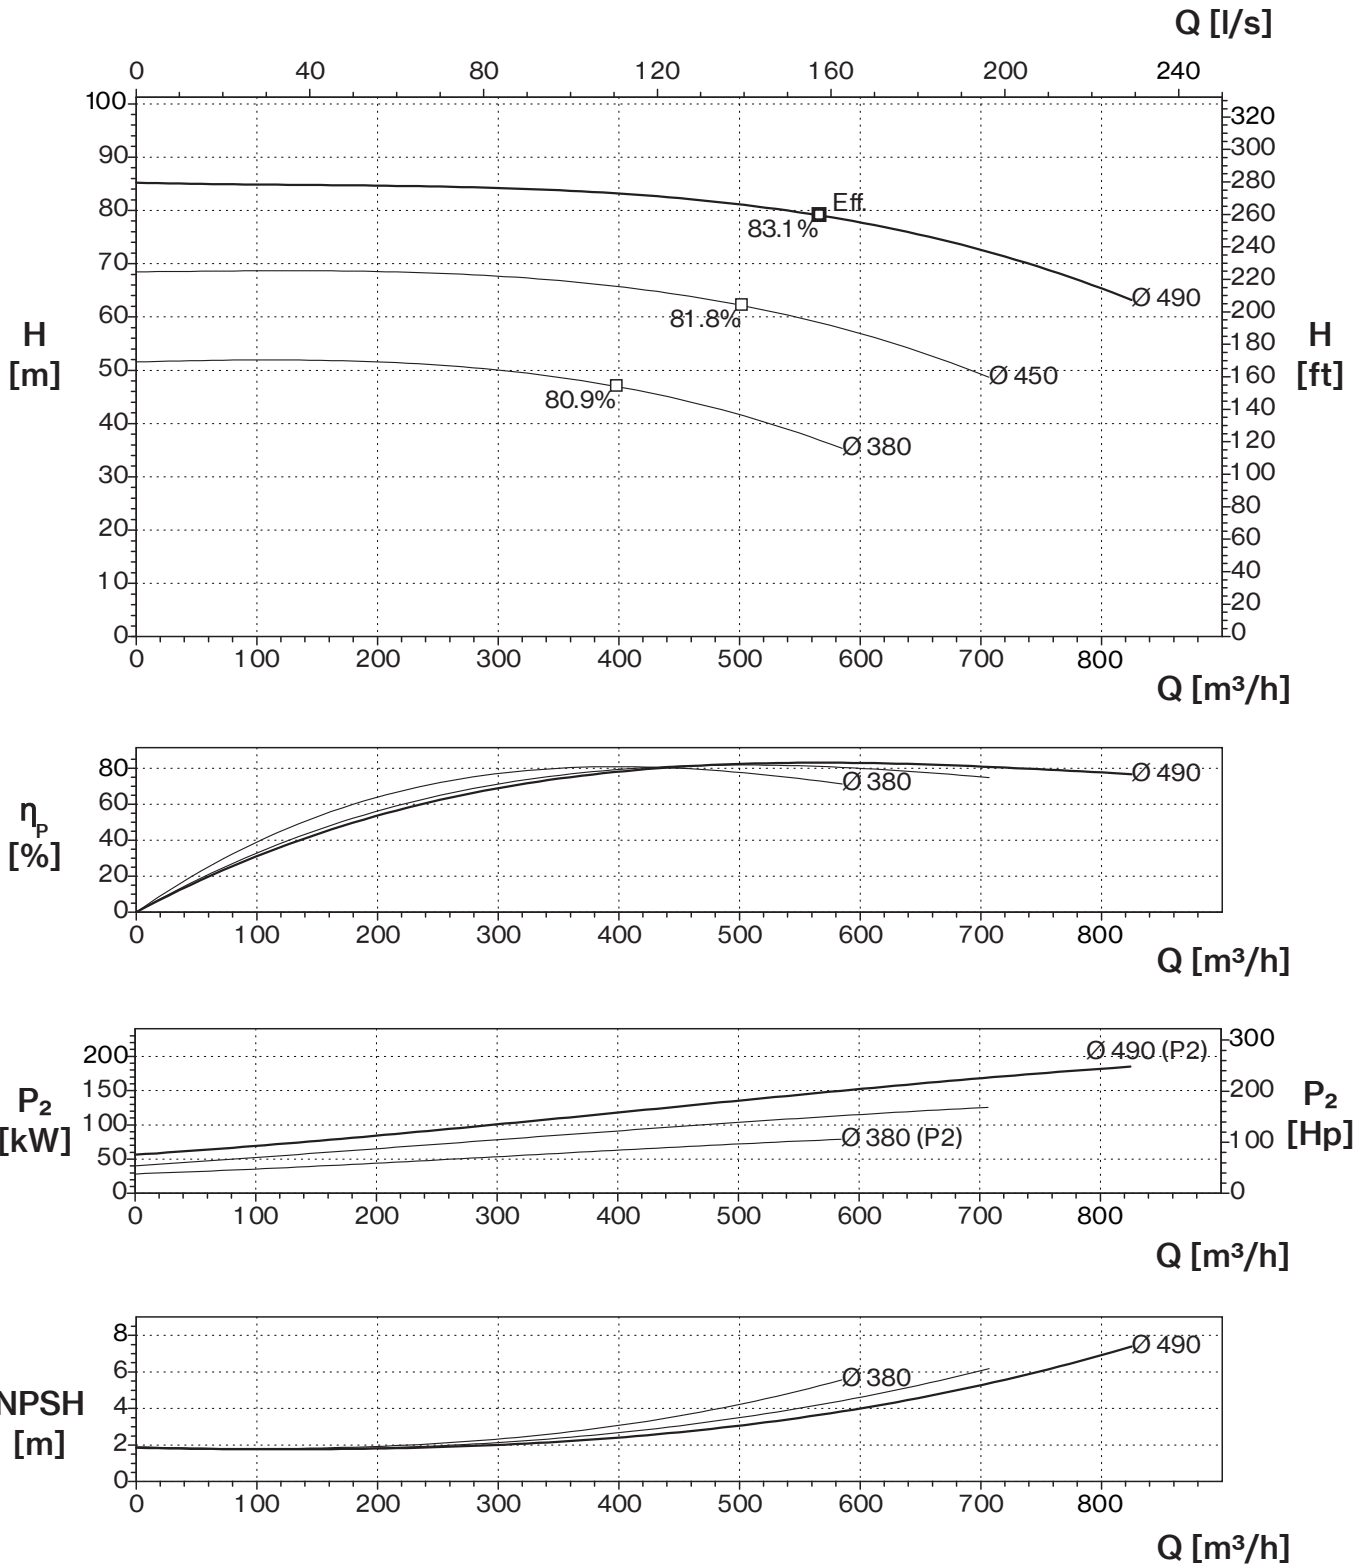 Q [l/s]
0 40 80 120 160 200 240
100
90
80
70
60
50
40
30
20
10
0
H
[m]
320
300
280
260
240
220
200
180
160
140
120
100
80
60
40
20
0
H
[ft]
Eff.
83.1%
Ø 490
81.8%
Ø 450
80.9%
Ø 380
0 100 200 300 400 500 600 700 800
Q [m³/h]
80
60
40
20
0
ηP
[%]
Ø 490
Ø 380
0 100 200 300 400 500 600 700 800
Q [m³/h]
200
150
100
50
0
P₂
[kW]
300
200
100
0
P₂
[Hp]
Ø 490 (P2)
Ø 380 (P2)
0 100 200 300 400 500 600 700 800
Q [m³/h]
8
6
4
2
0
NPSH
[m]
Ø 490
Ø 380
0 100 200 300 400 500 600 700 800
Q [m³/h]